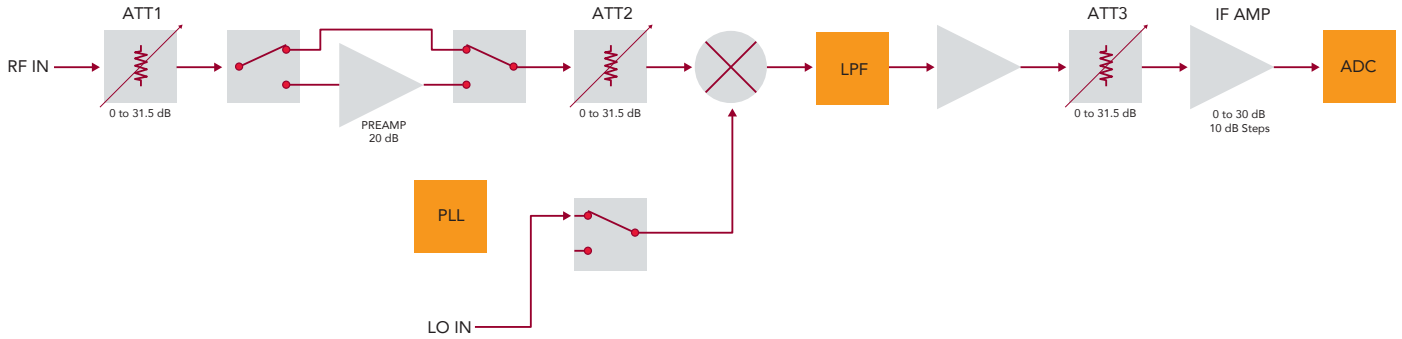 ATT1
ATT2
ATT3
IF AMP
RF IN
LPF
ADC
0 to 31.5 dB
PREAMP
20 dB
0 to 31.5 dB
0 to 31.5 dB
0 to 30 dB
10 dB Steps
PLL
LO IN